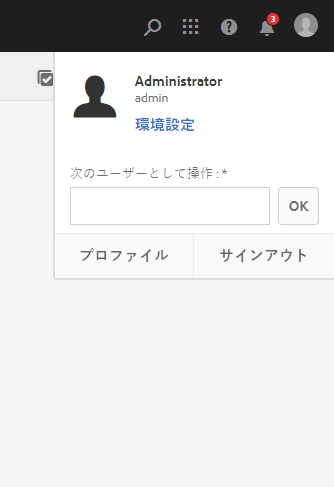 3
Administrator
admin
環境設定
次のユーザーとして操作 : *
OK
プロファイル
サインアウト